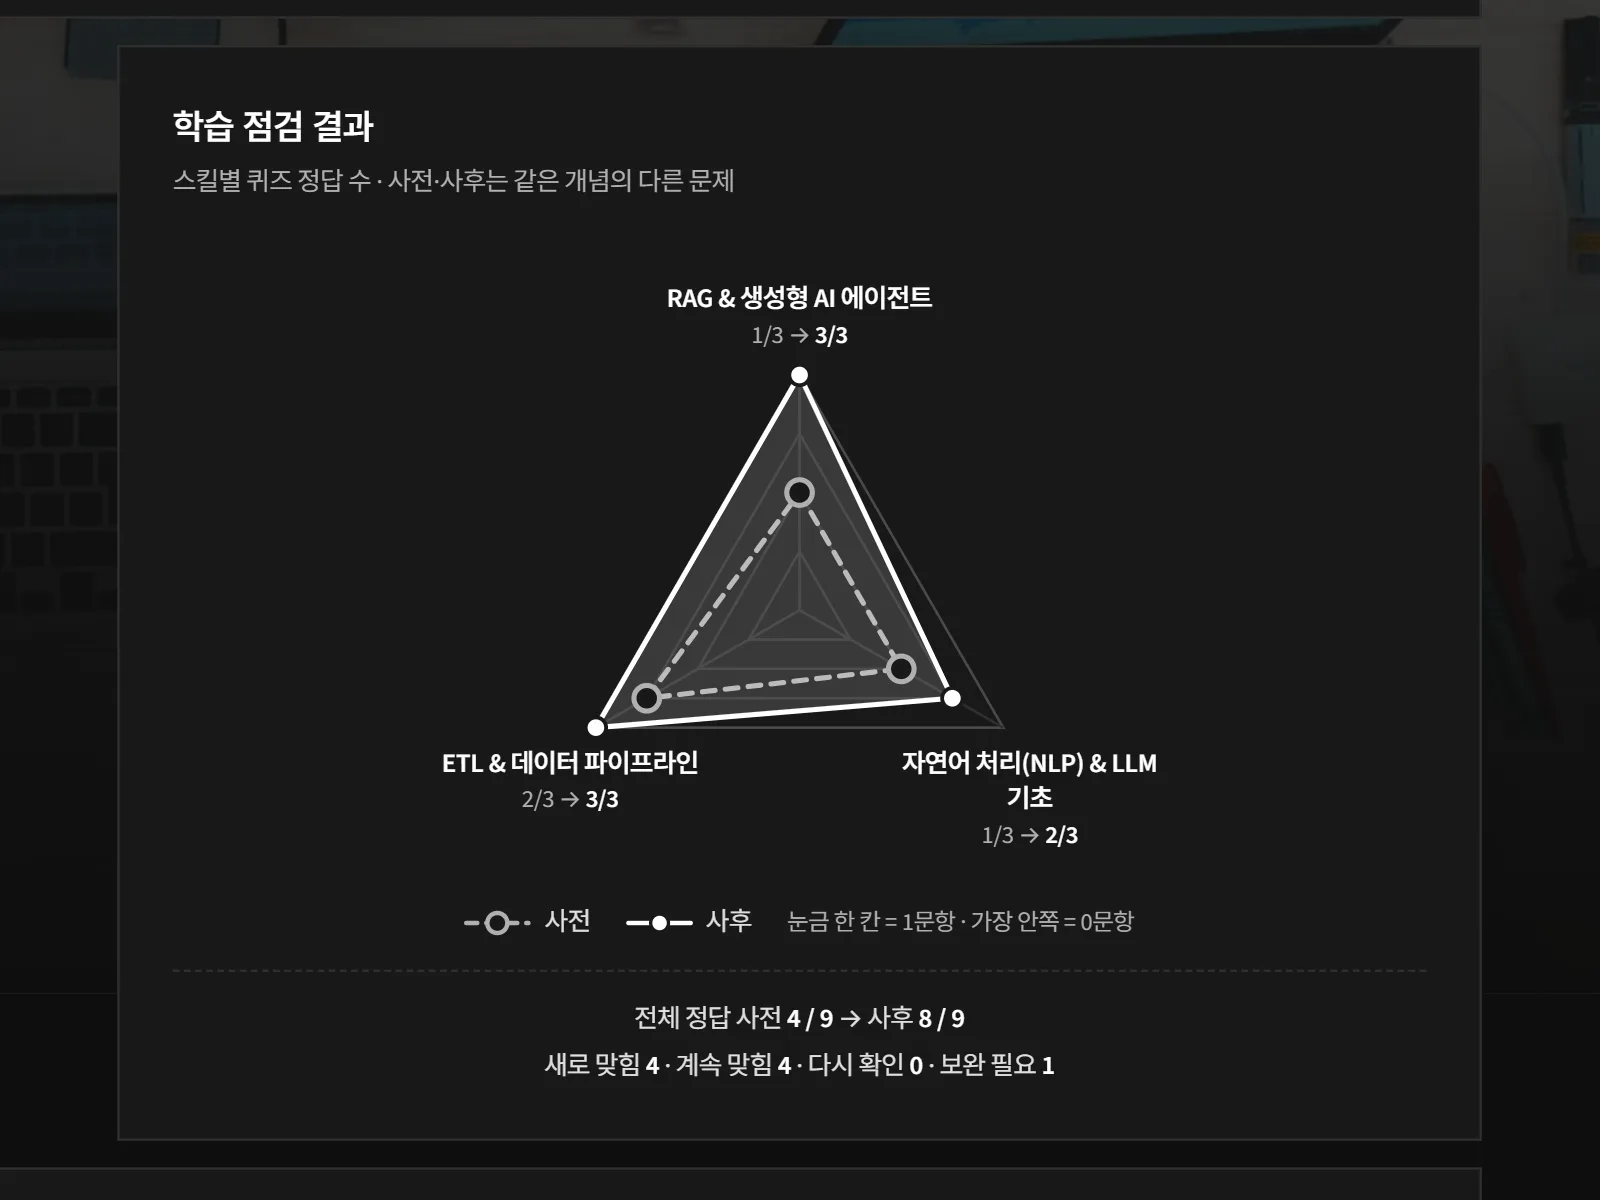 학습 점검 결과
스킬별 퀴즈 정답 수 · 사전·사후는 같은 개념의 다른 문제
RAG & 생성형 AI 에이전트
1/3 → 3/3
ETL & 데이터 파이프라인
2/3 → 3/3
자연어 처리(NLP) & LLM
기초
1/3 → 2/3
사전 사후 눈금 한 칸 = 1문항 · 가장 안쪽 = 0문항
전체 정답 사전 4 / 9 → 사후 8 / 9
새로 맞힘 4 · 계속 맞힘 4 · 다시 확인 0 · 보완 필요 1